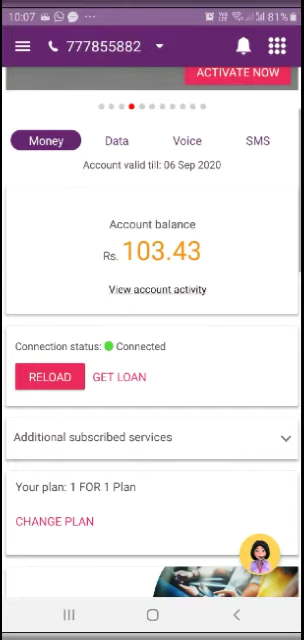 10:07
81%
777855882
ACTIVATE NOW
Money Data Voice SMS
Account valid till: 06 Sep 2020
Account balance
Rs. 103.43
View account activity
Connection status: Connected
RELOAD GET LOAN
Additional subscribed services
Your plan: 1 FOR 1 Plan
CHANGE PLAN